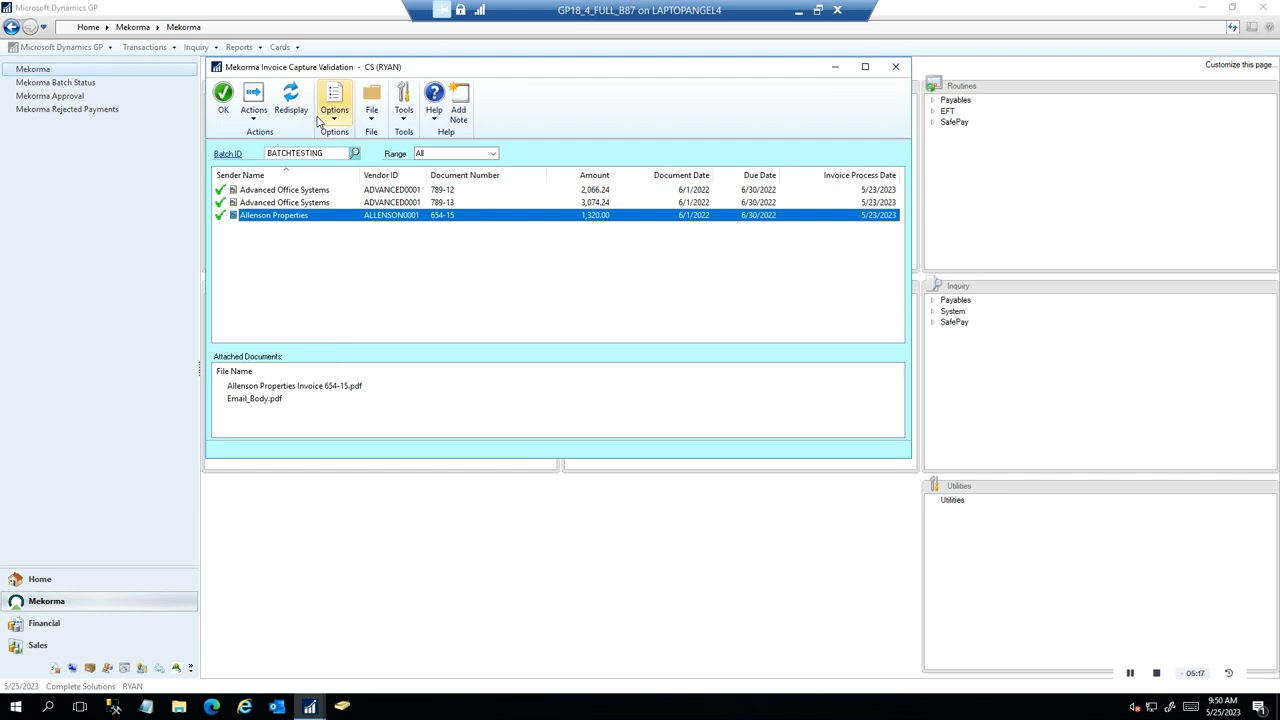 Microsoft Dynamics GP
GP18_4_FULL_B87 on LAPTOPANGEL4
Home Mekorma Mekorma
Microsoft Dynamics GP Transactions Inquiry Reports Cards
Customize this page...
Mekorma
Mekorma Batch Status
Mekorma Approval
Mekorma Rejected Payments
Mekorma Invoice Capture Validation - CS (RYAN)
OK Actions Redisplay Options File Tools Help Add Note
Actions Options File Tools Help
Batch ID BATCHTESTING Range All
Sender Name Vendor ID Document Number Amount Document Date Due Date Invoice Process Date
Advanced Office Systems ADVANCED0001 789-12 2,066.24 6/1/2022 6/30/2022 5/23/2023
Advanced Office Systems ADVANCED0001 789-13 3,074.24 6/1/2022 6/30/2022 5/23/2023
Allenson Properties ALLENSON0001 654-15 1,320.00 6/1/2022 6/30/2022 5/23/2023
Attached Documents:
File Name
Allenson Properties Invoice 654-15.pdf
Email_Body.pdf
Routines
Payables
EFT
SafePay
Inquiry
Payables
System
SafePay
Utilities
Utilities
Home
Mekorma
Financial
Sales
5/25/2023 Complete Solutions RYAN
05:17
9:50 AM
5/25/2023
1